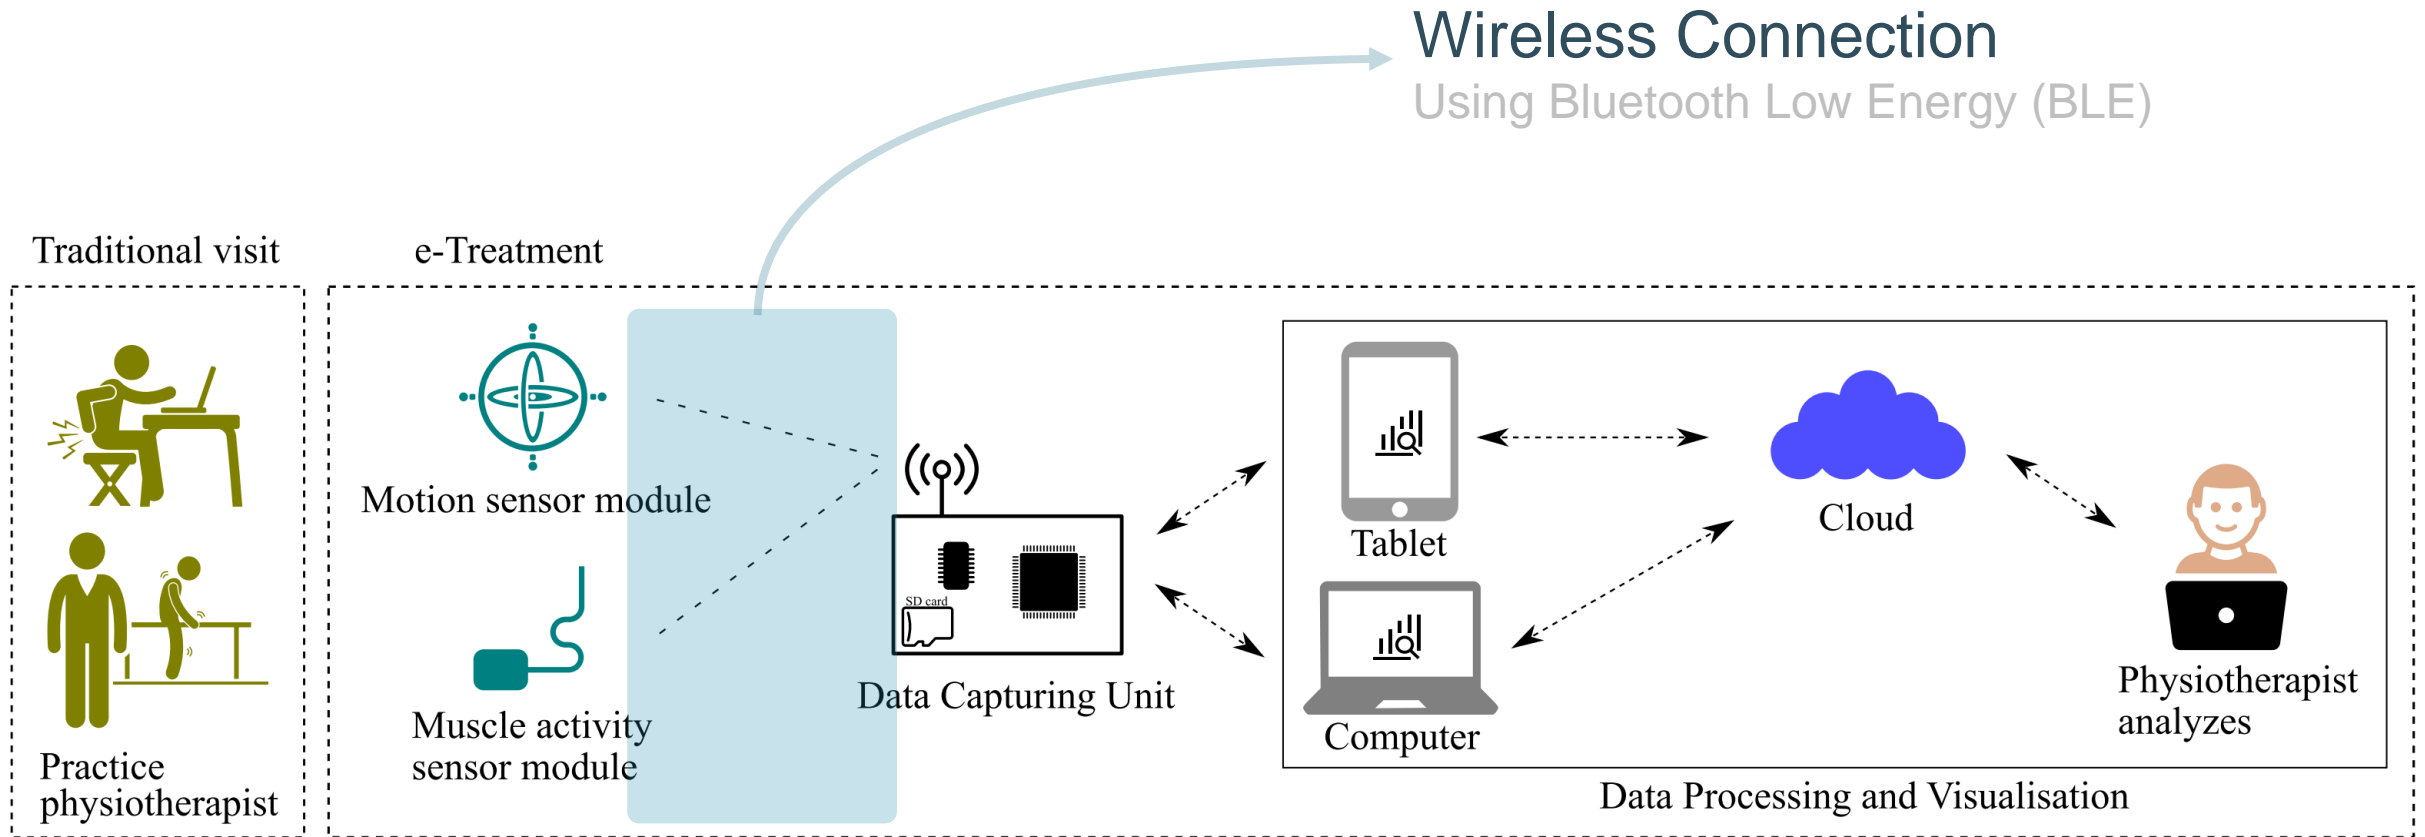 Wireless Connection
Using Bluetooth Low Energy (BLE)
Traditional visit
e-Treatment
Motion sensor module
Muscle activity
sensor module
Practice
physiotherapist
SD card
Data Capturing Unit
Tablet
Computer
Cloud
Physiotherapist
analyzes
Data Processing and Visualisation